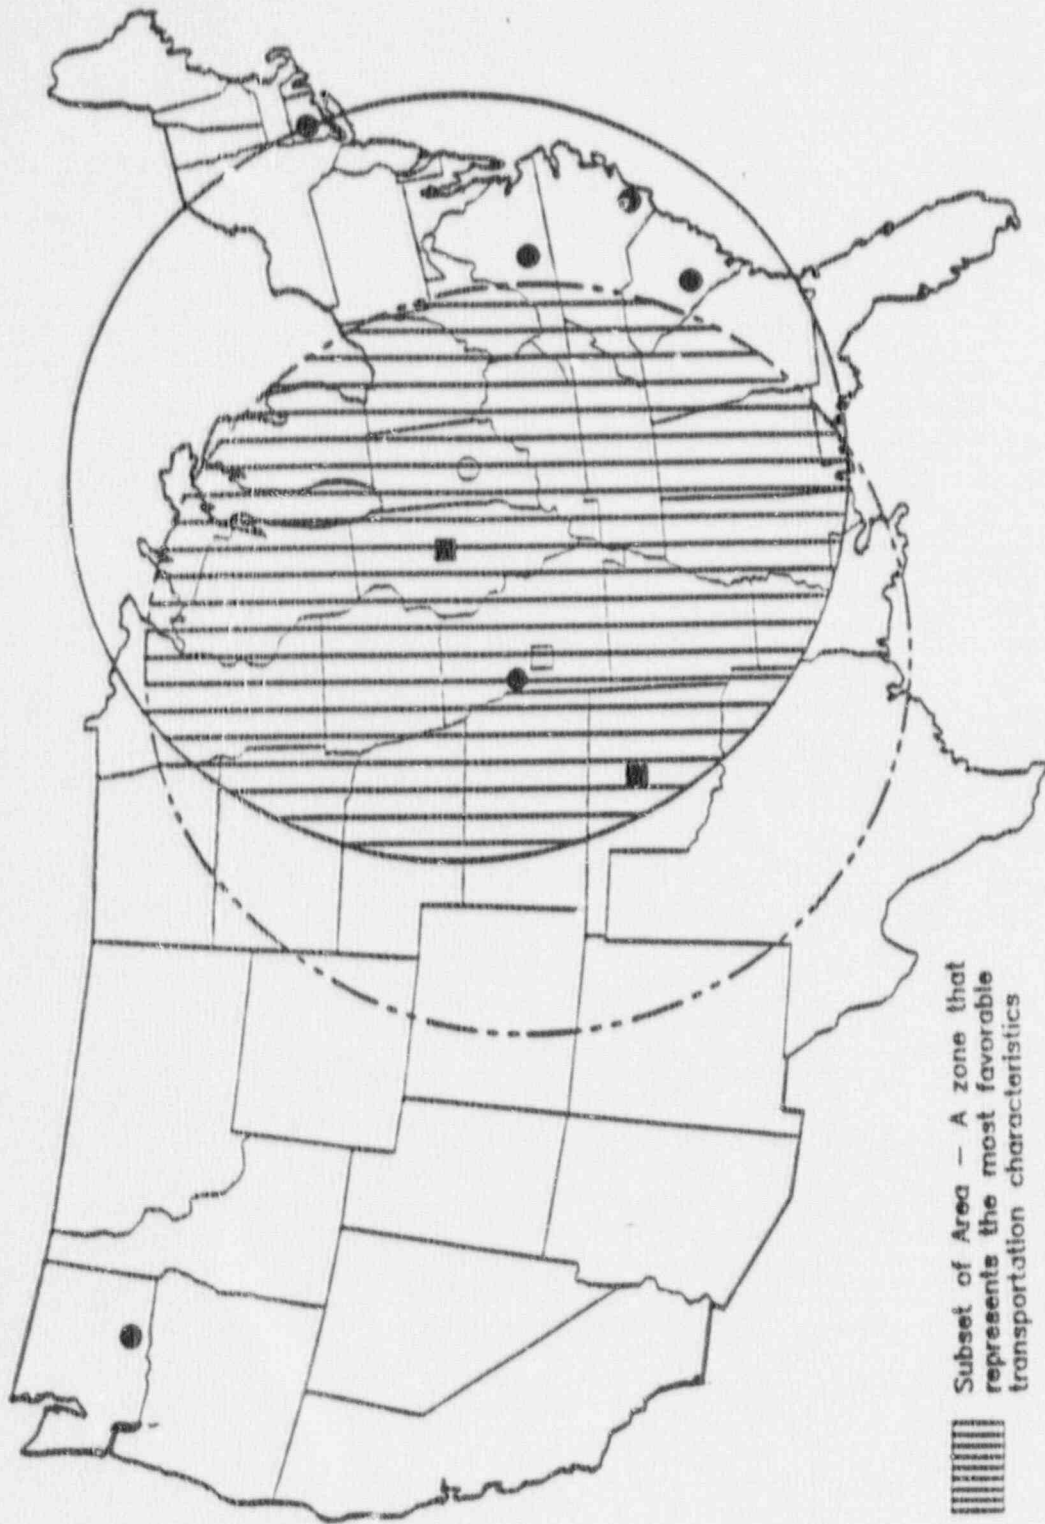 Subset of Area — A zone that
represents the most favorable
transportation characteristics